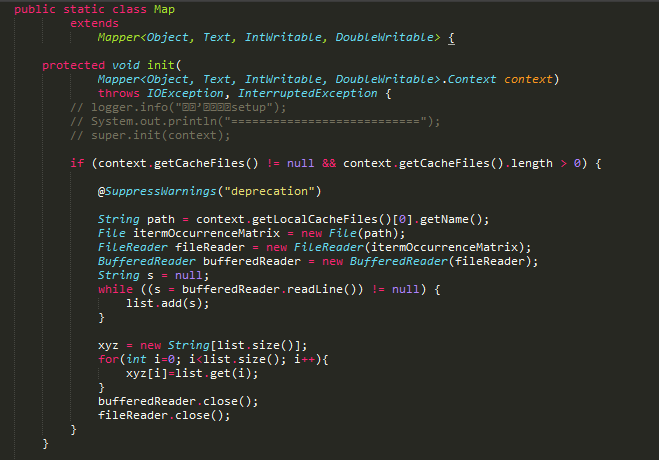 public static class Map
extends
Mapper<Object, Text, IntWritable, DoubleWritable> {
protected void init(
Mapper<Object, Text, IntWritable, DoubleWritable>.Context context)
throws IOException, InterruptedException {
// logger.info("’setup");
// System.out.println("===========================");
// super.init(context);
if (context.getCacheFiles() != null && context.getCacheFiles().length > 0) {
@SuppressWarnings("deprecation")
String path = context.getLocalCacheFiles()[0].getName();
File itermOccurrenceMatrix = new File(path);
FileReader fileReader = new FileReader(itermOccurrenceMatrix);
BufferedReader bufferedReader = new BufferedReader(fileReader);
String s = null;
while ((s = bufferedReader.readLine()) != null) {
list.add(s);
}
xyz = new String[list.size()];
for(int i=0; i<list.size(); i++){
xyz[i]=list.get(i);
}
bufferedReader.close();
fileReader.close();
}
}